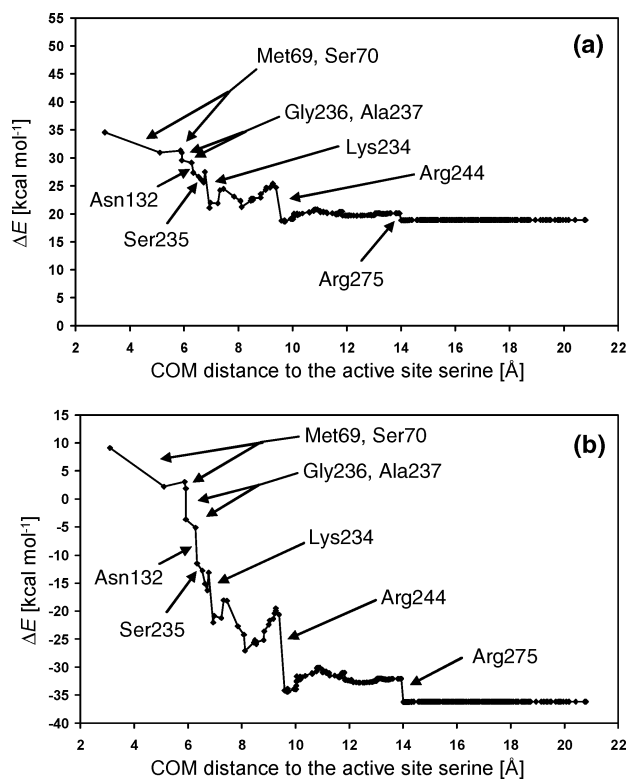 (a)
55
50
45
40
35
30
25
20
15
10
5
0
ΔE [kcal mol-1]
Met69, Ser70
Gly236, Ala237
Lys234
Arg244
Asn132
Ser235
Arg275
2 4 6 8 10 12 14 16 18 20 22
COM distance to the active site serine [Å]
(b)
15
10
5
0
-5
-10
-15
-20
-25
-30
-35
-40
ΔE [kcal mol-1]
Met69, Ser70
Gly236, Ala237
Lys234
Asn132
Arg244
Ser235
Arg275
2 4 6 8 10 12 14 16 18 20 22
COM distance to the active site serine [Å]